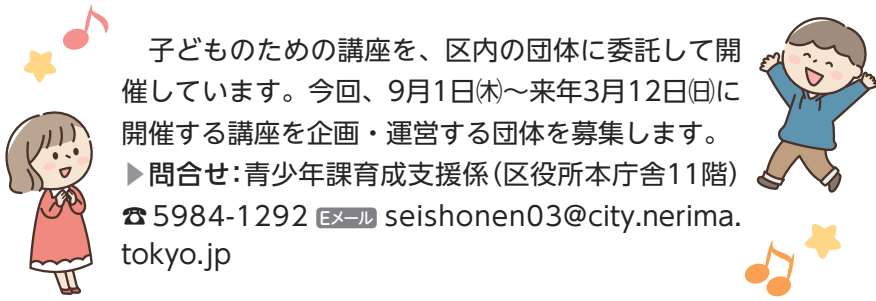 子どものための講座を、区内の団体に委託して開
催しています。今回、9月1日㈭〜来年3月12日㈰に
開催する講座を企画・運営する団体を募集します。
▶問合せ：青少年課育成支援係（区役所本庁舎11階）
☎5984-1292 Eメール seishonen03@city.nerima.
tokyo.jp